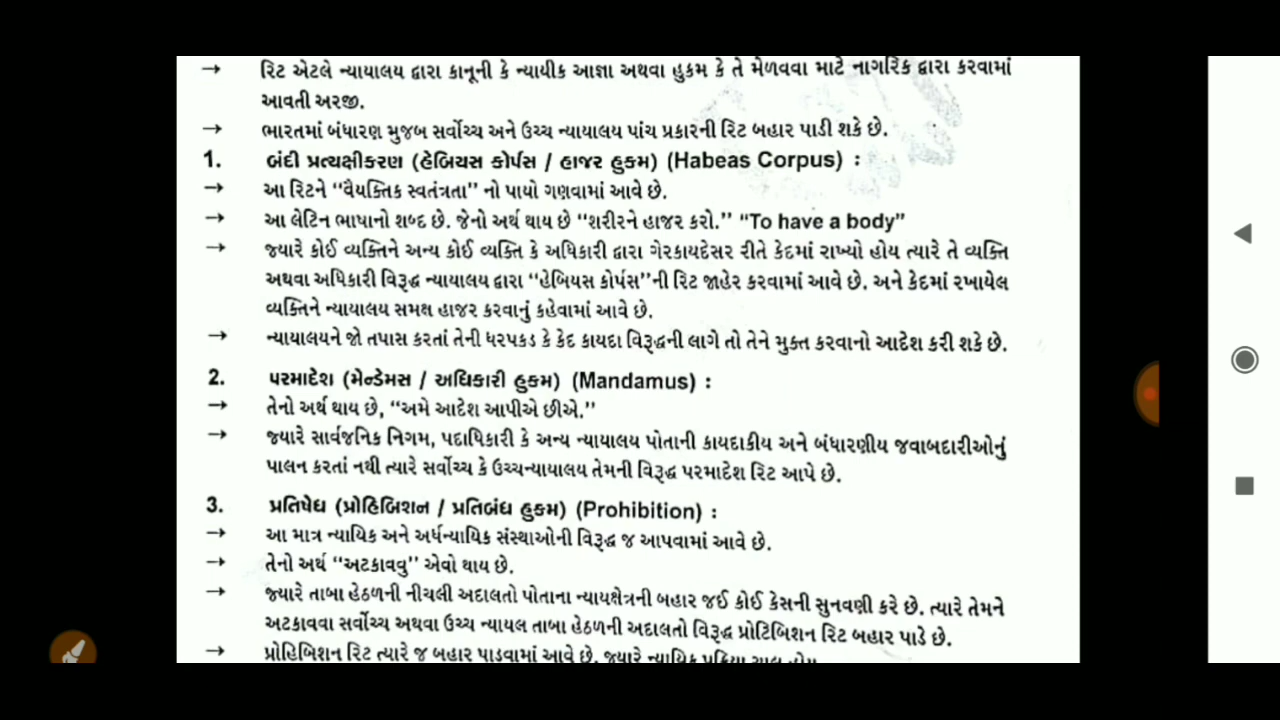 → રિટ એટલે ન્યાયાલય દ્વારા કાનૂની કે ન્યાયીક આજ્ઞા અથવા હુકમ કે તે મેળવવા માટે નાગરિક દ્વારા કરવામાં
આવતી અરજી.
→ ભારતમાં બંધારણ મુજબ સર્વોચ્ચ અને ઉચ્ચ ન્યાયાલય પાંચ પ્રકારની રિટ બહાર પાડી શકે છે.
1. બંદી પ્રત્યક્ષીકરણ (હેબિયસ કોર્પસ / હાજર હુકમ) (Habeas Corpus) :
→ આ રિટને “વૈયક્તિક સ્વતંત્રતા” નો પાયો ગણવામાં આવે છે.
→ આ લેટિન ભાષાનો શબ્દ છે. જેનો અર્થ થાય છે “શરીરને હાજર કરો.” “To have a body”
→ જ્યારે કોઈ વ્યક્તિને અન્ય કોઈ વ્યક્તિ કે અધિકારી દ્વારા ગેરકાયદેસર રીતે કેદમાં રાખ્યો હોય ત્યારે તે વ્યક્તિ
અથવા અધિકારી વિરૂદ્ધ ન્યાયાલય દ્વારા “હેબિયસ કોર્પસ”ની રિટ જાહેર કરવામાં આવે છે. અને કેદમાં રખાયેલ
વ્યક્તિને ન્યાયાલય સમક્ષ હાજર કરવાનું કહેવામાં આવે છે.
→ ન્યાયાલયને જો તપાસ કરતાં તેની ધરપકડ કે કેદ કાયદા વિરૂદ્ધની લાગે તો તેને મુક્ત કરવાનો આદેશ કરી શકે છે.
2. પરમાદેશ (મેન્ડેમસ / અધિકારી હુકમ) (Mandamus) :
→ તેનો અર્થ થાય છે, “અમે આદેશ આપીએ છીએ.”
→ જ્યારે સાર્વજનિક નિગમ, પદાધિકારી કે અન્ય ન્યાયાલય પોતાની કાયદાકીય અને બંધારણીય જવાબદારીઓનું
પાલન કરતાં નથી ત્યારે સર્વોચ્ચ કે ઉચ્ચન્યાયાલય તેમની વિરૂદ્ધ પરમાદેશ રિટ આપે છે.
3. પ્રતિષેધ (પ્રોહિબિશન / પ્રતિબંધ હુકમ) (Prohibition) :
→ આ માત્ર ન્યાયિક અને અર્ધન્યાયિક સંસ્થાઓની વિરૂદ્ધ જ આપવામાં આવે છે.
→ તેનો અર્થ “અટકાવવુ” એવો થાય છે.
→ જ્યારે તાબા હેઠળની નીચલી અદાલતો પોતાના ન્યાયક્ષેત્રની બહાર જઈ કોઈ કેસની સુનવણી કરે છે. ત્યારે તેમને
અટકાવવા સર્વોચ્ચ અથવા ઉચ્ચ ન્યાયલ તાબા હેઠળની અદાલતો વિરૂદ્ધ પ્રોટિબિશન રિટ બહાર પાડે છે.
→ પ્રોહિબિશન રિટ ત્યારે જ બહાર પાડવામાં આવે છે. જ્યારે ન્યાયિક પ્રક્રિયા ચાલુ હોય